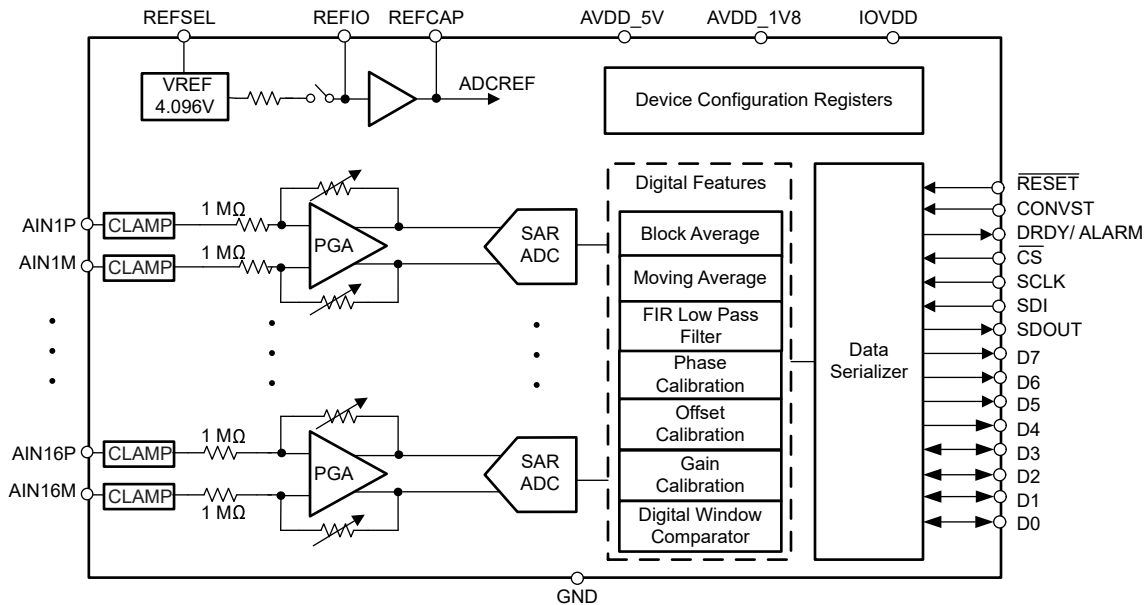 REFSEL
REFIO
REFCAP
AVDD_5V
AVDD_1V8
IOVDD
VREF
4.096V
ADCREF
Device Configuration Registers
AIN1P
CLAMP
1 MΩ
PGA
AIN1M
CLAMP
1 MΩ
SAR
ADC
AIN16P
CLAMP
1 MΩ
PGA
AIN16M
CLAMP
1 MΩ
SAR
ADC
Digital Features
Block Average
Moving Average
FIR Low Pass
Filter
Phase
Calibration
Offset
Calibration
Gain
Calibration
Digital Window
Comparator
Data
Serializer
RESET
CONVST
DRDY/ ALARM
CS
SCLK
SDI
SDOUT
D7
D6
D5
D4
D3
D2
D1
D0
GND